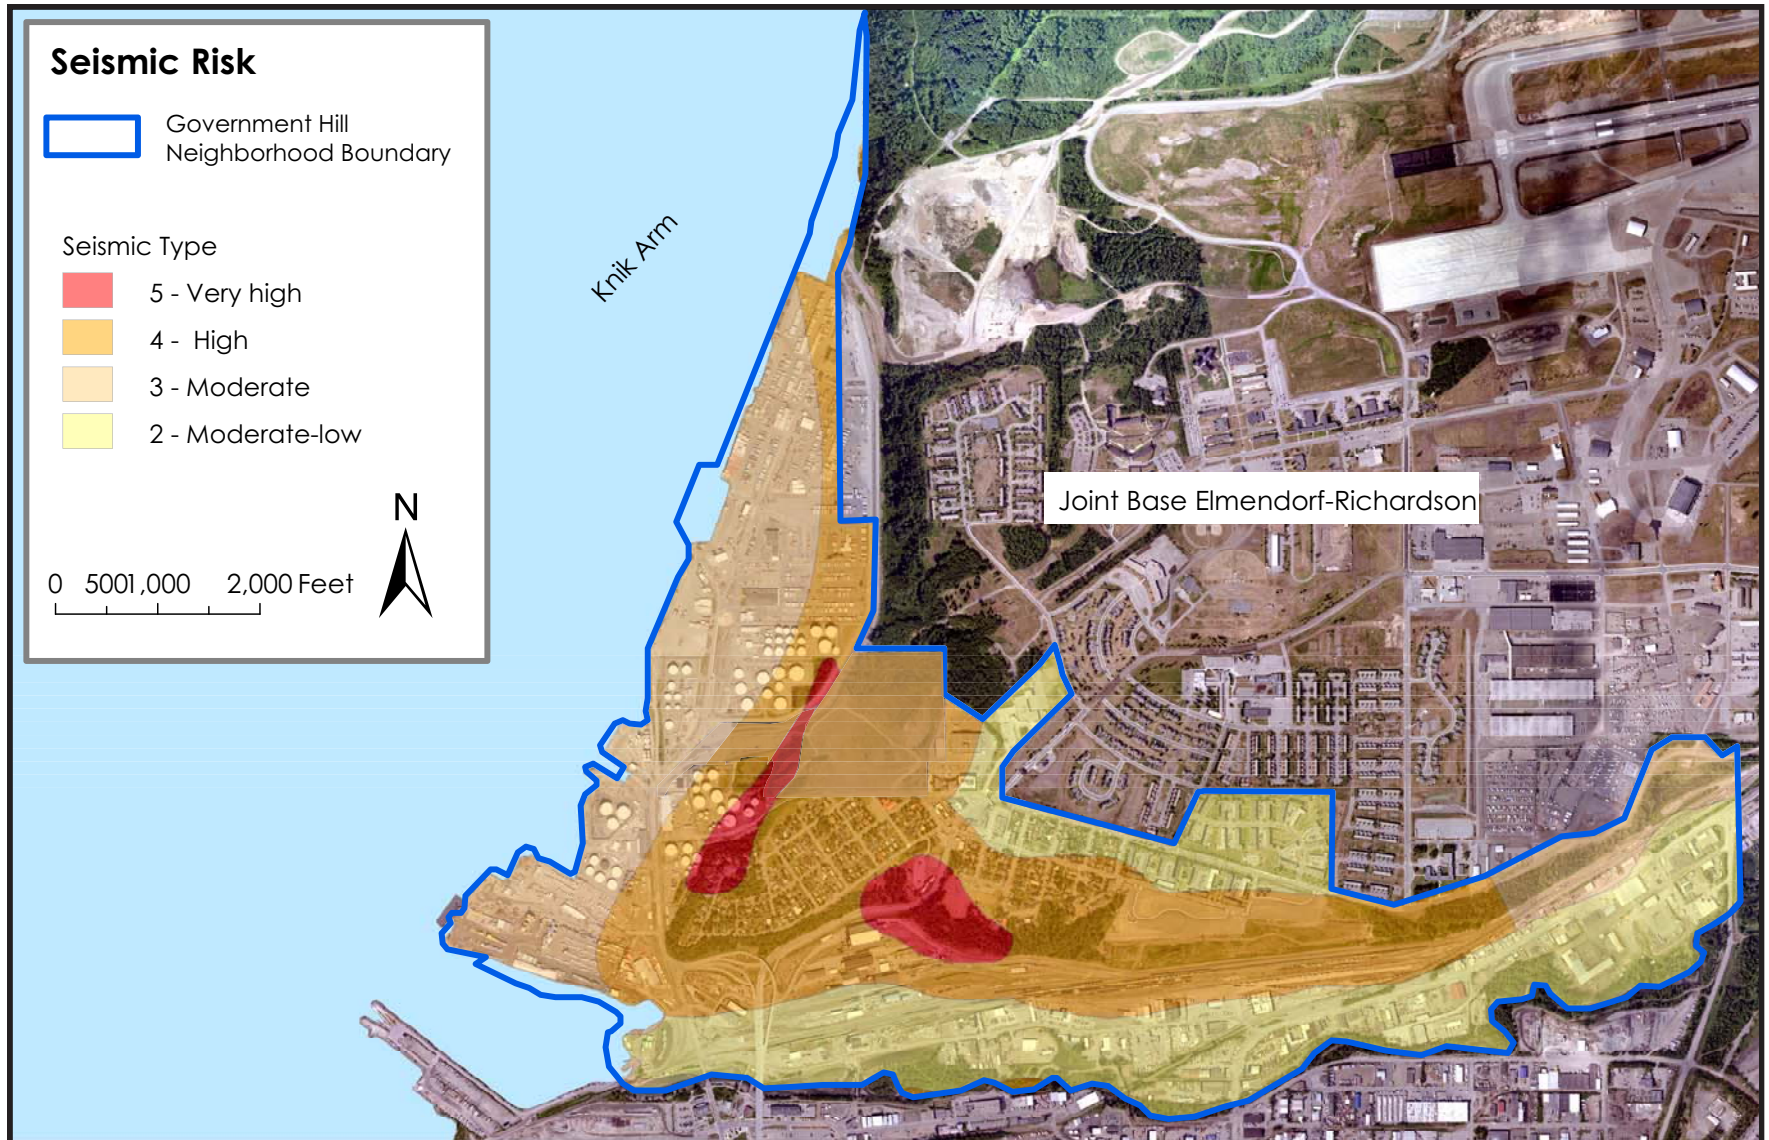 Seismic Risk
Government Hill
Neighborhood Boundary
Seismic Type
5 - Very high
4 - High
3 - Moderate
2 - Moderate-low
N
0 5001,000 2,000 Feet
Knik Arm
Joint Base Elmendorf-Richardson